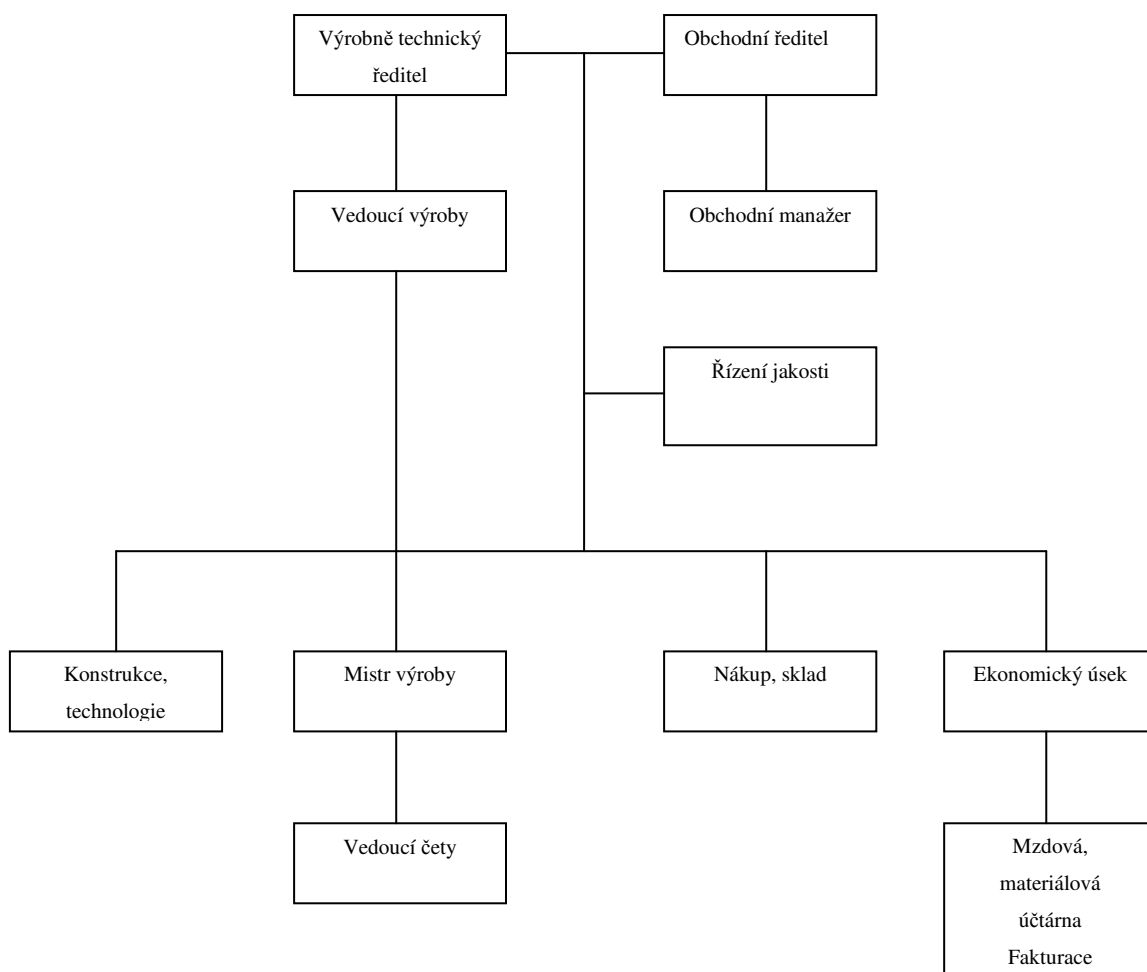 Výrobně technický
ředitel
Obchodní ředitel
Vedoucí výroby
Obchodní manažer
Řízení jakosti
Konstrukce,
technologie
Mistr výroby
Nákup, sklad
Ekonomický úsek
Vedoucí čety
Mzdová,
materiálová
účtárna
Fakturace